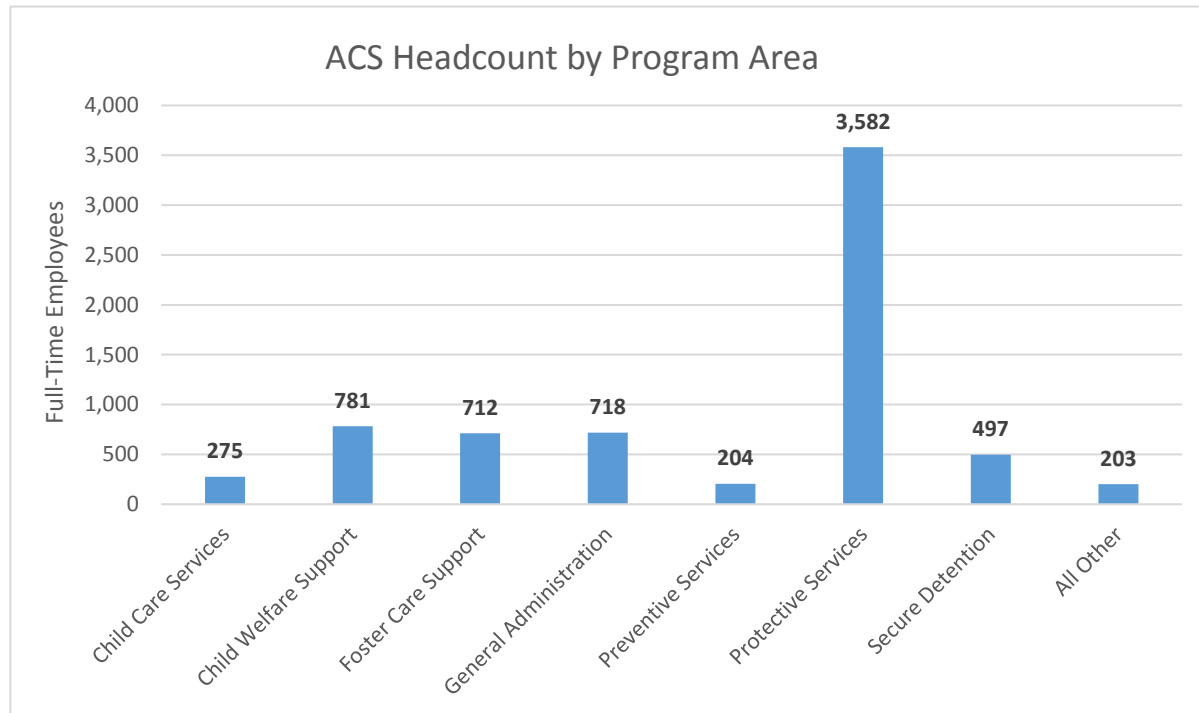 ACS Headcount by Program Area
Full-Time Employees
4,000
3,500
3,000
2,500
2,000
1,500
1,000
500
0
275
781
712
718
204
3,582
497
203
Child Care Services
Child Welfare Support
Foster Care Support
General Administration
Preventive Services
Protective Services
Secure Detention
All Other